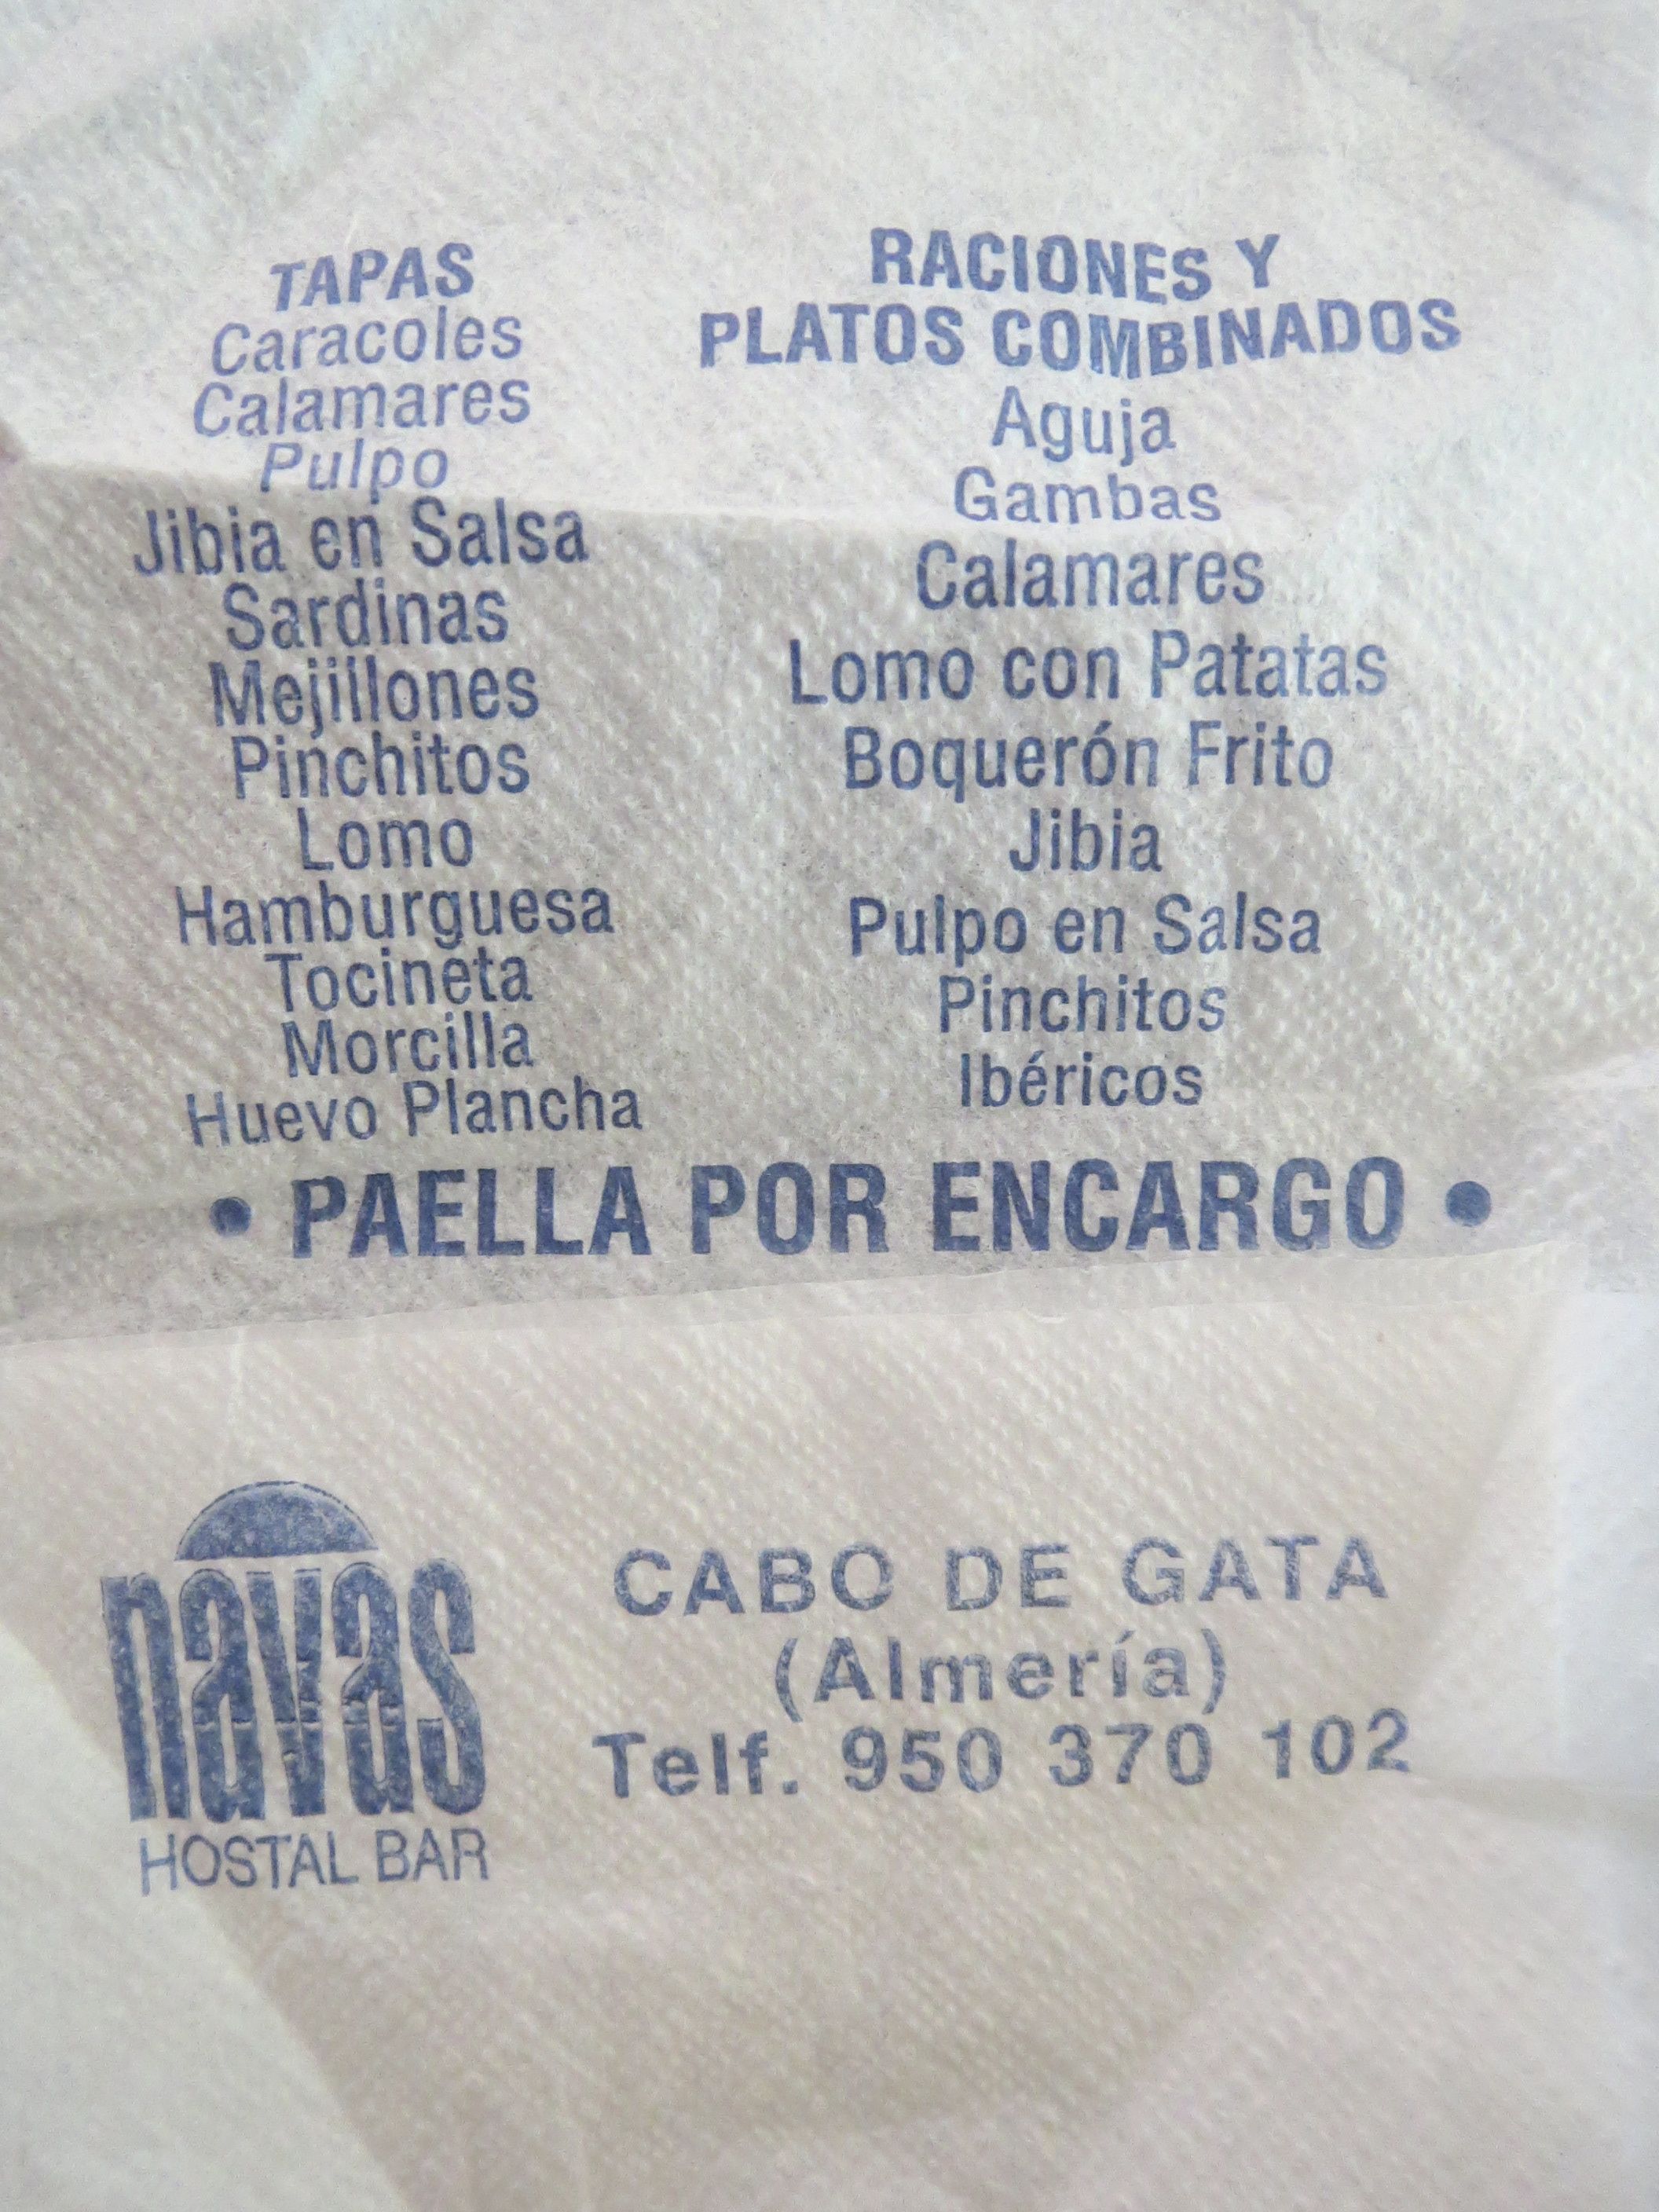 TAPAS
Caracoles
Calamares
Pulpo
Jibia en Salsa
Sardinas
Mejillones
Pinchitos
Lomo
Hamburguesa
Tocineta
Morcilla
Huevo Plancha
RACIONES Y
PLATOS COMBINADOS
Aguja
Gambas
Calamares
Lomo con Patatas
Boquerón Frito
Jibia
Pulpo en Salsa
Pinchitos
Ibéricos
• PAELLA POR ENCARGO •
navas
HOSTAL BAR
CABO DE GATA
(Almería)
Telf. 950 370 102